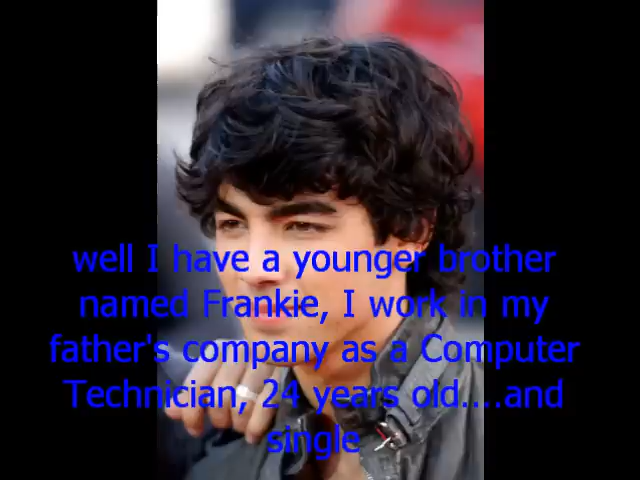 well I have a younger brother
named Frankie, I work in my
father's company as a Computer
Technician, 24 years old....and
single